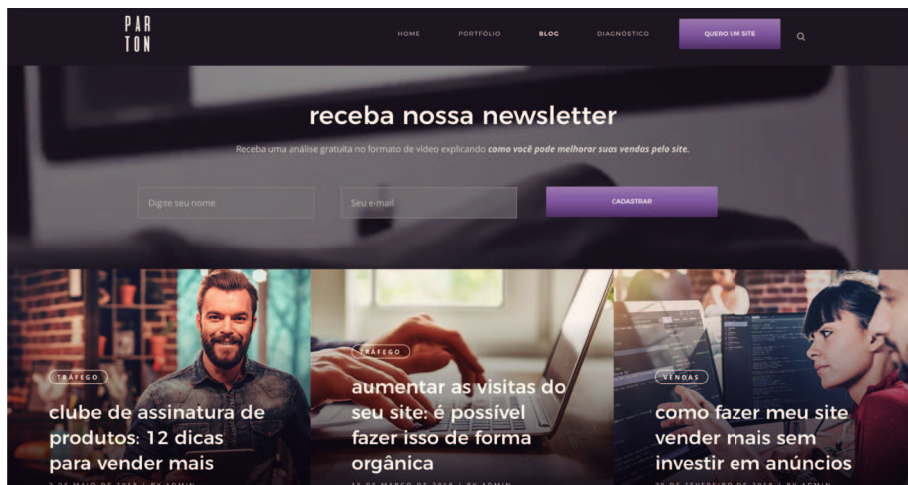 PAR
TON
HOME PORTFÓLIO BLOG DIAGNÓSTICO QUERO UM SITE
receba nossa newsletter
Receba uma análise gratuita no formato de vídeo explicando como você pode melhorar suas vendas pelo site.
Digite seu nome Seu e-mail CADASTRAR
TRÁFEGO
clube de assinatura de
produtos: 12 dicas
para vender mais
TRÁFEGO
aumentar as visitas do
seu site: é possível
fazer isso de forma
orgânica
VENDAS
como fazer meu site
vender mais sem
investir em anúncios